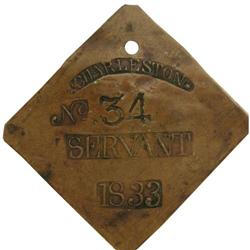 CHARLESTON
No 34
SERVANT
1833